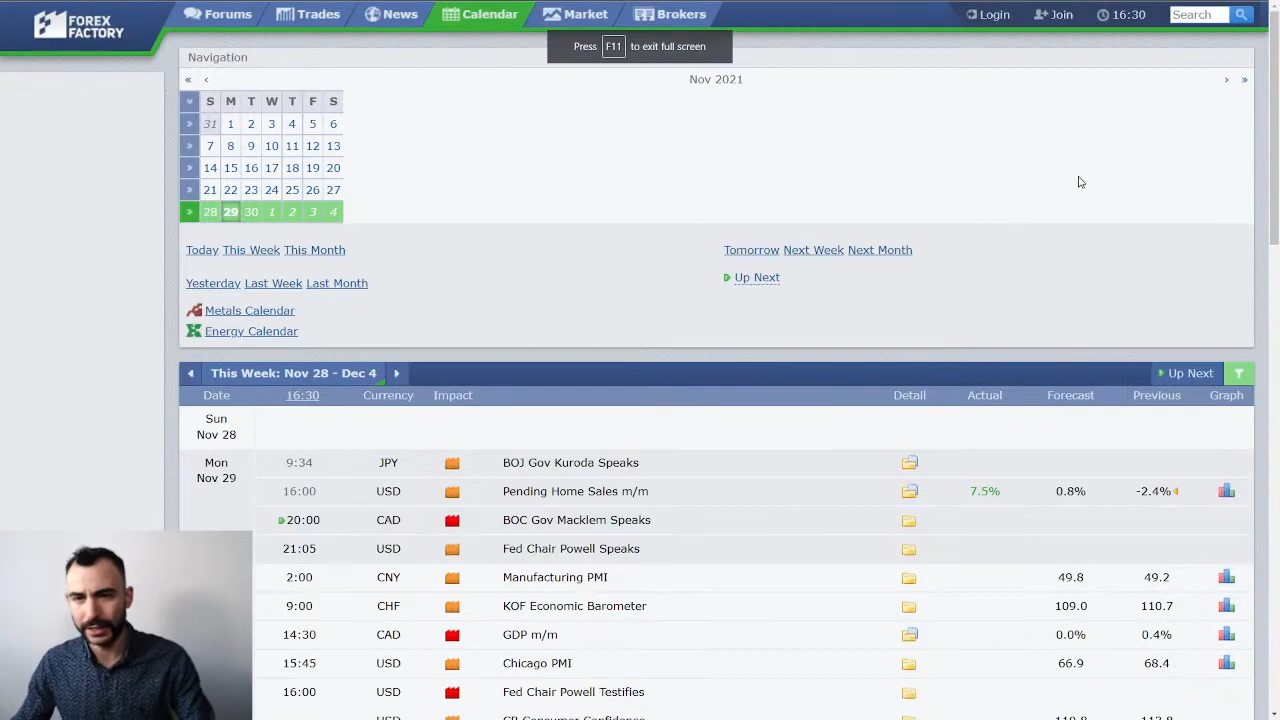 FOREX
FACTORY
Forums
Trades
News
Calendar
Market
Brokers
Login
Join
16:30
Search
Press F11 to exit full screen
Navigation
« ‹ Nov 2021 › »
S M T W T F S
31 1 2 3 4 5 6
7 8 9 10 11 12 13
14 15 16 17 18 19 20
21 22 23 24 25 26 27
28 29 30 1 2 3 4
Today This Week This Month
Tomorrow Next Week Next Month
Up Next
Yesterday Last Week Last Month
Metals Calendar
Energy Calendar
This Week: Nov 28 - Dec 4
Up Next
Date 16:30 Currency Impact Detail Actual Forecast Previous Graph
Sun
Nov 28
Mon
Nov 29
9:34 JPY BOJ Gov Kuroda Speaks
16:00 USD Pending Home Sales m/m 7.5% 0.8% -2.4%
20:00 CAD BOC Gov Macklem Speaks
21:05 USD Fed Chair Powell Speaks
2:00 CNY Manufacturing PMI 49.8 49.2
9:00 CHF KOF Economic Barometer 109.0 110.7
14:30 CAD GDP m/m 0.0% 0.4%
15:45 USD Chicago PMI 66.9 68.4
16:00 USD Fed Chair Powell Testifies
USD CB Consumer Confidence 110.8 113.8